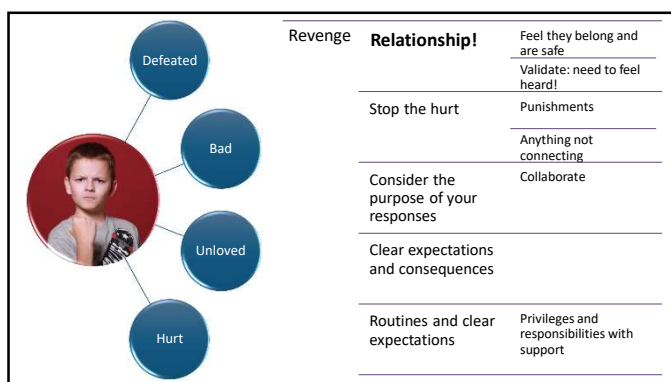 Defeated
Bad
Unloved
Hurt
Revenge
Relationship!
Feel they belong and
are safe
Validate: need to feel
heard!
Stop the hurt
Punishments
Anything not
connecting
Consider the
purpose of your
responses
Collaborate
Clear expectations
and consequences
Routines and clear
expectations
Privileges and
responsibilities with
support